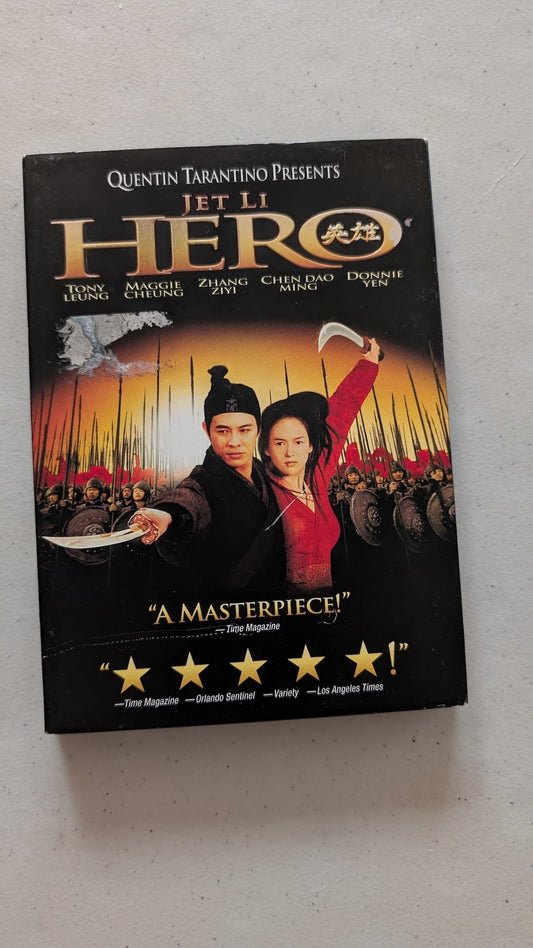 QUENTIN TARANTINO PRESENTS
JET LI
HERO
英雄
TONY LEUNG MAGGIE CHEUNG ZHANG ZIYI CHEN DAO MING DONNIE YEN
"A MASTERPIECE!"
—Time Magazine
"★ ★ ★ ★ ★!"
—Time Magazine —Orlando Sentinel —Variety —Los Angeles Times